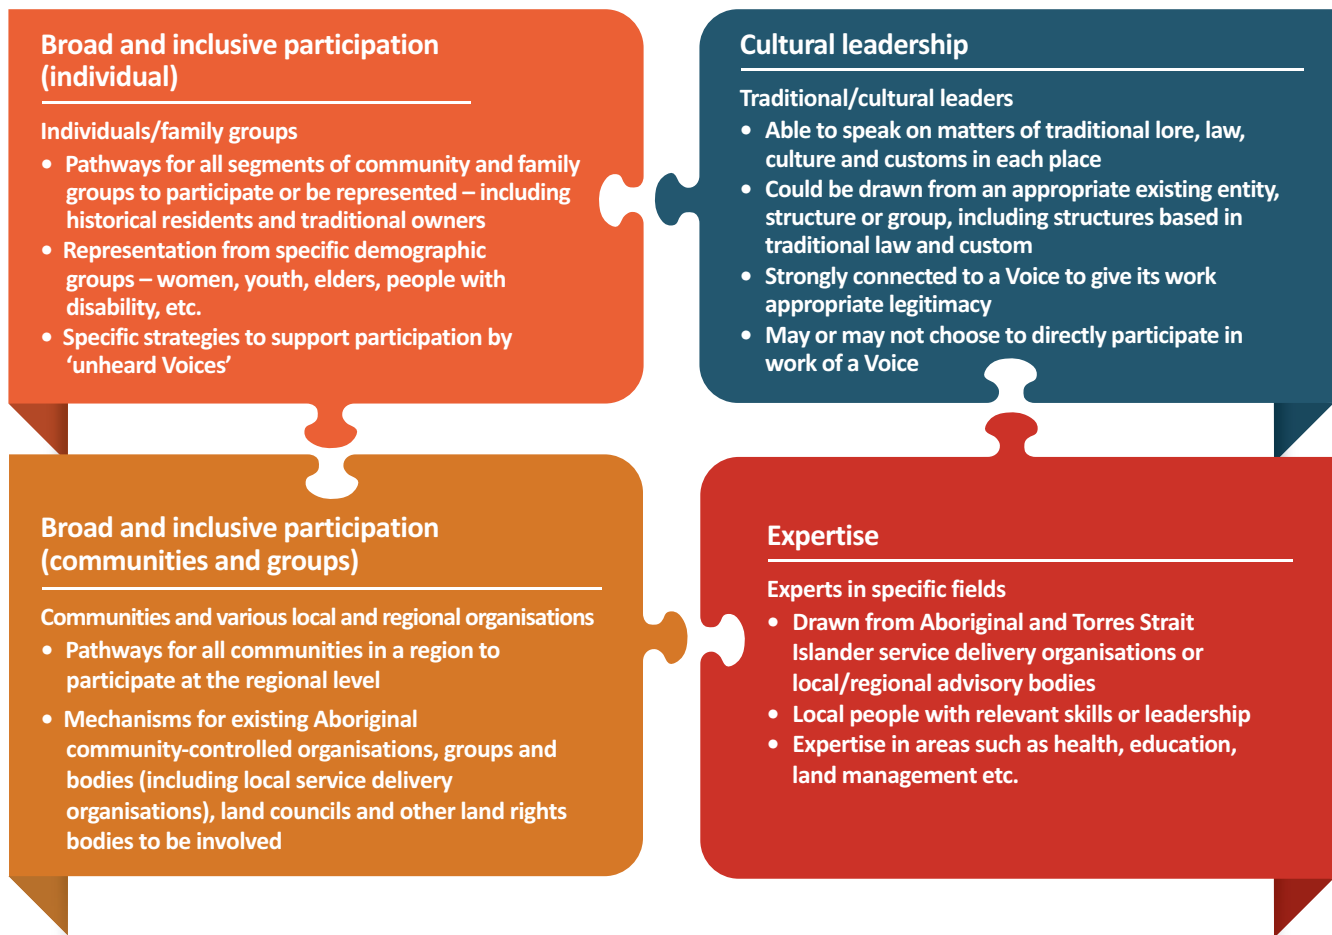 Broad and inclusive participation
(individual)
Individuals/family groups
• Pathways for all segments of community and family
groups to participate or be represented – including
historical residents and traditional owners
• Representation from specific demographic
groups – women, youth, elders, people with
disability, etc.
• Specific strategies to support participation by
‘unheard Voices’
Cultural leadership
Traditional/cultural leaders
• Able to speak on matters of traditional lore, law,
culture and customs in each place
• Could be drawn from an appropriate existing entity,
structure or group, including structures based in
traditional law and custom
• Strongly connected to a Voice to give its work
appropriate legitimacy
• May or may not choose to directly participate in
work of a Voice
Broad and inclusive participation
(communities and groups)
Communities and various local and regional organisations
• Pathways for all communities in a region to
participate at the regional level
• Mechanisms for existing Aboriginal
community-controlled organisations, groups and
bodies (including local service delivery
organisations), land councils and other land rights
bodies to be involved
Expertise
Experts in specific fields
• Drawn from Aboriginal and Torres Strait
Islander service delivery organisations or
local/regional advisory bodies
• Local people with relevant skills or leadership
• Expertise in areas such as health, education,
land management etc.